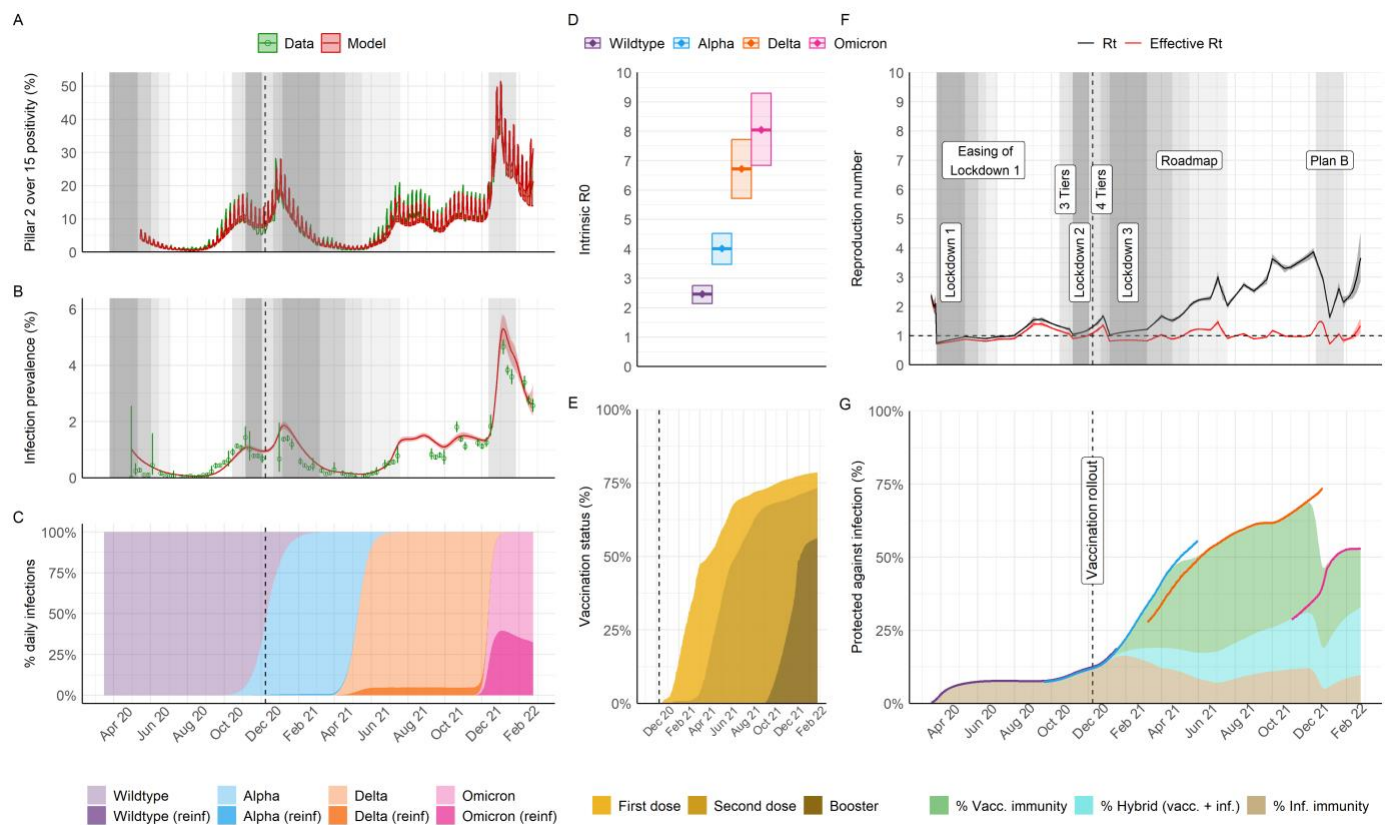 A
Data Model
Pillar 2 over 15 positivity (%)
50
40
30
20
10
0
B
Infection prevalence (%)
6
4
2
0
C
% daily infections
100%
75%
50%
25%
0%
Apr 20 Jun 20 Aug 20 Oct 20 Dec 20 Feb 21 Apr 21 Jun 21 Aug 21 Oct 21 Dec 21 Feb 22
Wildtype Alpha Delta Omicron
Wildtype (reinf) Alpha (reinf) Delta (reinf) Omicron (reinf)
D
Wildtype Alpha Delta Omicron
Intrinsic R0
10
9
8
7
6
5
4
3
2
1
0
E
Vaccination status (%)
100%
75%
50%
25%
0%
Dec 20 Feb 21 Apr 21 Jun 21 Aug 21 Oct 21 Dec 21 Feb 22
First dose Second dose Booster
F
Rt Effective Rt
Reproduction number
10
9
8
7
6
5
4
3
2
1
0
Easing of
Lockdown 1
Lockdown 1
3 Tiers
Lockdown 2
4 Tiers
Lockdown 3
Roadmap
Plan B
G
Protected against infection (%)
100%
75%
50%
25%
0%
Vaccination rollout
Apr 20 Jun 20 Aug 20 Oct 20 Dec 20 Feb 21 Apr 21 Jun 21 Aug 21 Oct 21 Dec 21 Feb 22
% Vacc. immunity % Hybrid (vacc. + inf.) % Inf. immunity